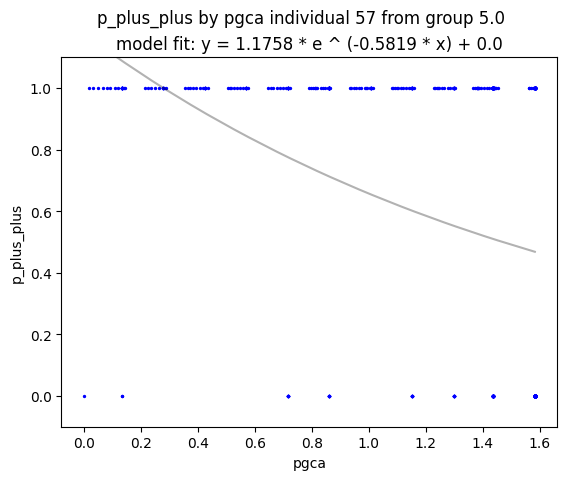 p_plus_plus by pgca individual 57 from group 5.0
model fit: y = 1.1758 * e ^ (-0.5819 * x) + 0.0
1.0
0.8
0.6
0.4
0.2
0.0
p_plus_plus
0.0 0.2 0.4 0.6 0.8 1.0 1.2 1.4 1.6
pgca